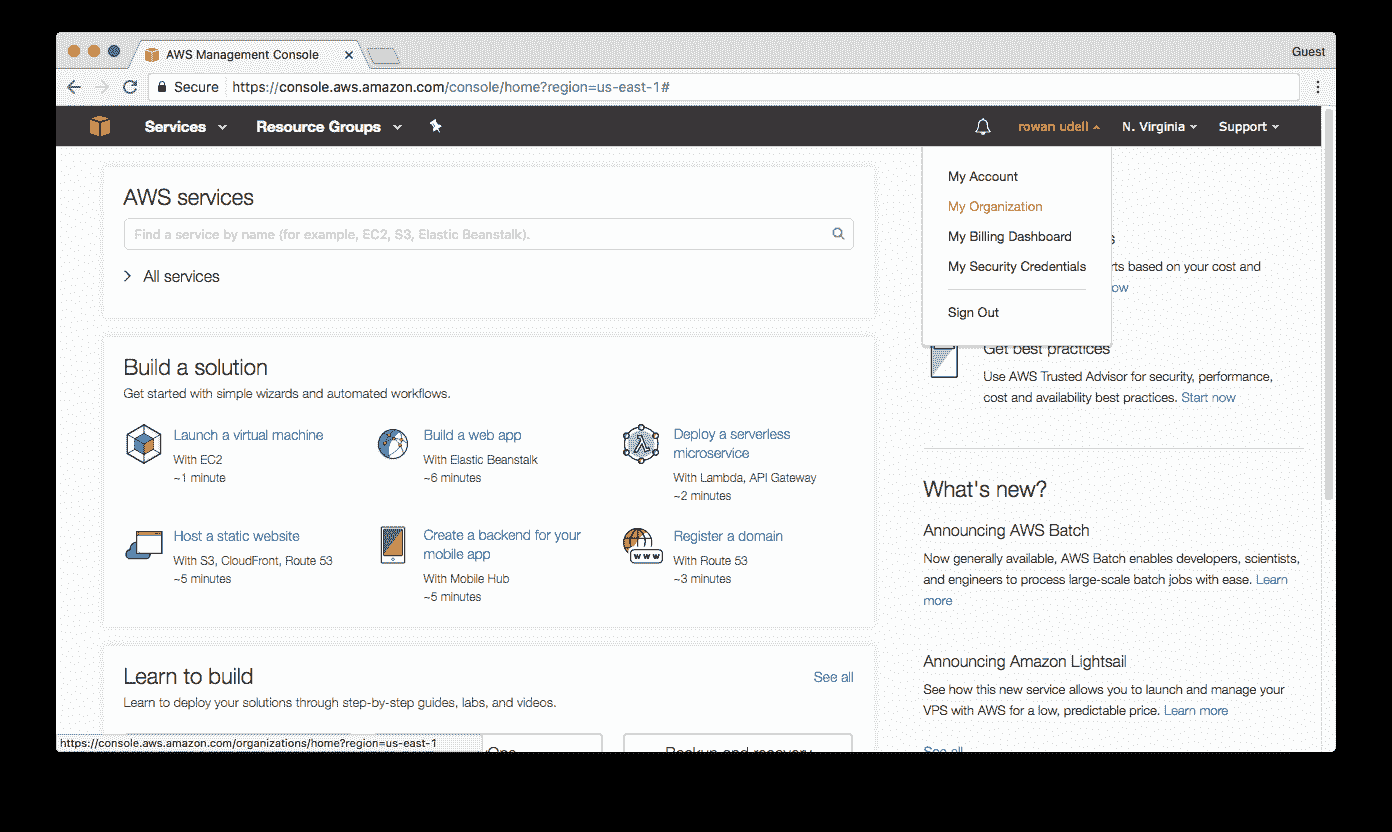 AWS Management Console
Guest
Secure https://console.aws.amazon.com/console/home?region=us-east-1#
Services Resource Groups rowan udell N. Virginia Support
My Account
My Organization
My Billing Dashboard
My Security Credentials
Sign Out
AWS services
Find a service by name (for example, EC2, S3, Elastic Beanstalk).
All services
Build a solution
Get started with simple wizards and automated workflows.
Launch a virtual machine
With EC2
~1 minute
Build a web app
With Elastic Beanstalk
~6 minutes
Deploy a serverless
microservice
With Lambda, API Gateway
~2 minutes
Host a static website
With S3, CloudFront, Route 53
~5 minutes
Create a backend for your
mobile app
With Mobile Hub
~5 minutes
www
Register a domain
With Route 53
~3 minutes
Learn to build
See all
Learn to deploy your solutions through step-by-step guides, labs, and videos.
Backup and recovery
based on your cost and
Get best practices
Use AWS Trusted Advisor for security, performance,
cost and availability best practices. Start now
What's new?
Announcing AWS Batch
Now generally available, AWS Batch enables developers, scientists,
and engineers to process large-scale batch jobs with ease. Learn
more
Announcing Amazon Lightsail
See how this new service allows you to launch and manage your
VPS with AWS for a low, predictable price. Learn more
See all
https://console.aws.amazon.com/organizations/home?region=us-east-1